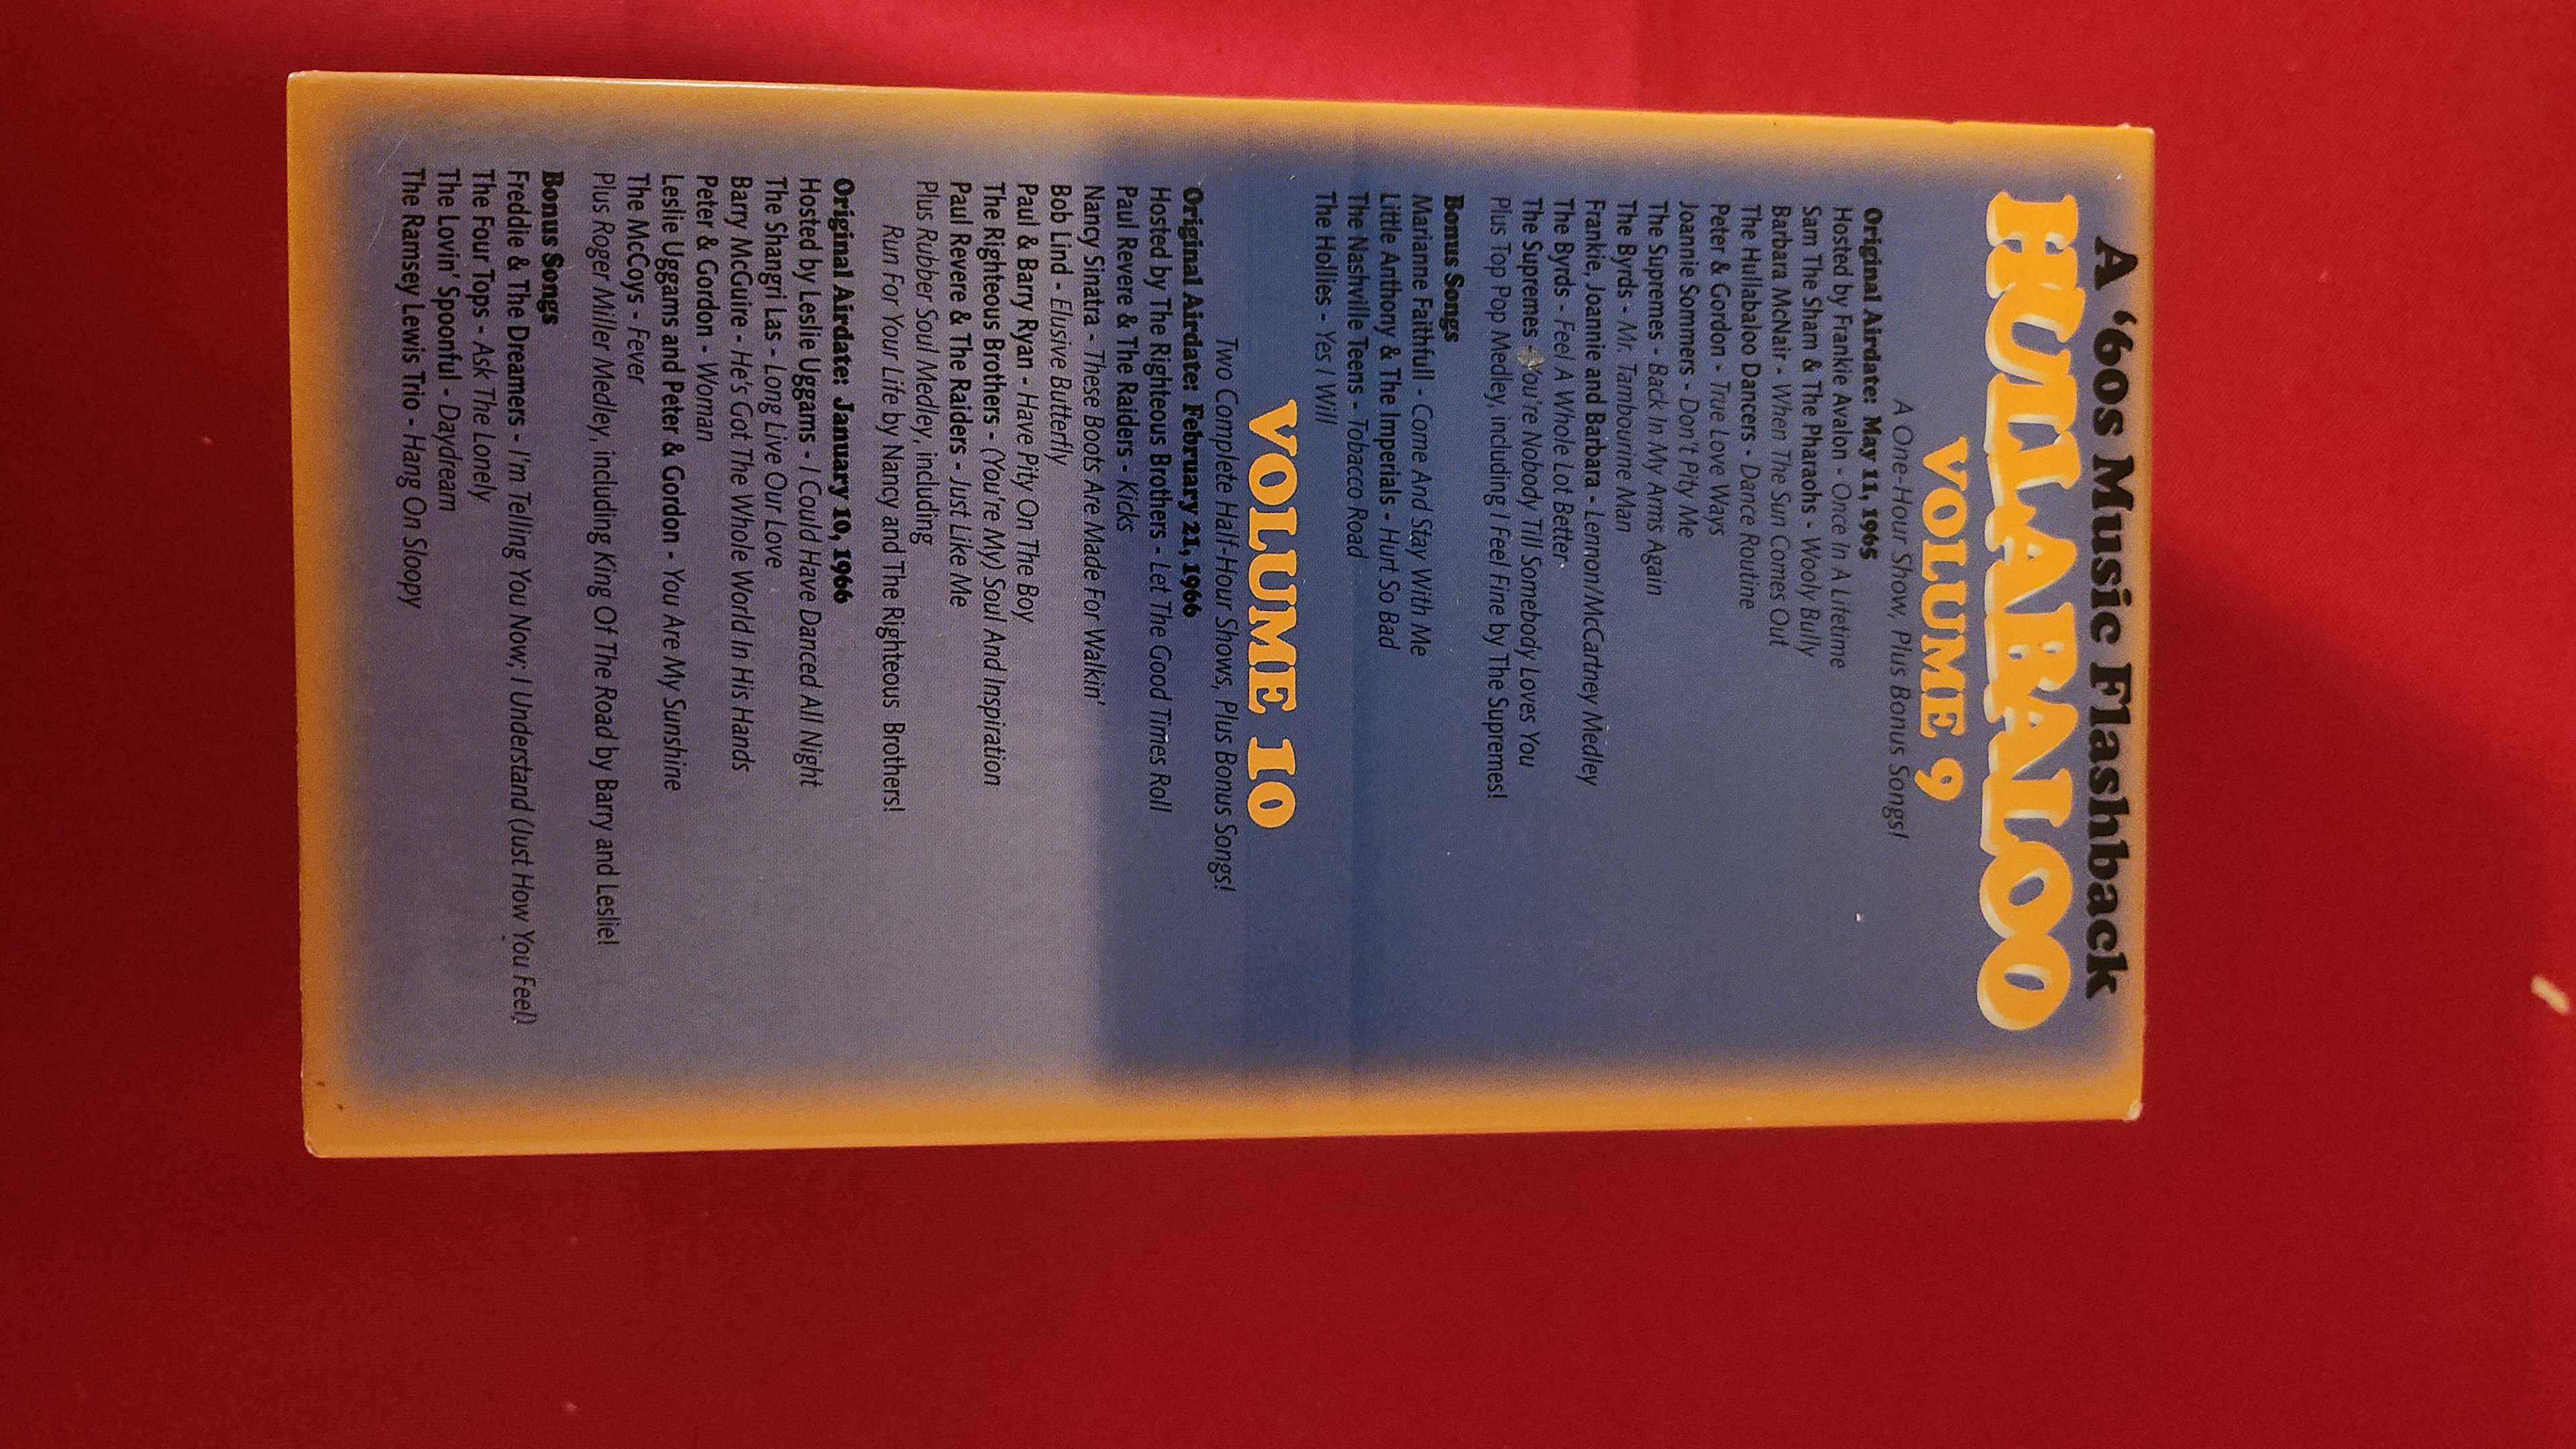 A ‘60s Music Flashback
HULLABALOO
VOLUME 9
A One-Hour Show, Plus Bonus Songs!
Original Airdate: May 11, 1965
Hosted by Frankie Avalon - Once In A Lifetime
Sam The Sham & The Pharaohs - Wooly Bully
Barbara McNair - When The Sun Comes Out
The Hullabaloo Dancers - Dance Routine
Peter & Gordon - True Love Ways
Joannie Sommers - Don't Pity Me
The Supremes - Back In My Arms Again
The Byrds - Mr. Tambourine Man
Frankie, Joannie and Barbara - Lennon/McCartney Medley
The Byrds - Feel A Whole Lot Better
The Supremes - You're Nobody Till Somebody Loves You
Plus Top Pop Medley, including I Feel Fine by The Supremes!
Bonus Songs
Marianne Faithfull - Come And Stay With Me
Little Anthony & The Imperials - Hurt So Bad
The Nashville Teens - Tobacco Road
The Hollies - Yes I Will
VOLUME 10
Two Complete Half-Hour Shows, Plus Bonus Songs!
Original Airdate: February 21, 1966
Hosted by The Righteous Brothers - Let The Good Times Roll
Paul Revere & The Raiders - Kicks
Nancy Sinatra - These Boots Are Made For Walkin'
Bob Lind - Elusive Butterfly
Paul & Barry Ryan - Have Pity On The Boy
The Righteous Brothers - (You're My) Soul And Inspiration
Paul Revere & The Raiders - Just Like Me
Plus Rubber Soul Medley, including
Run For Your Life by Nancy and The Righteous Brothers!
Original Airdate: January 10, 1966
Hosted by Leslie Uggams - I Could Have Danced All Night
The Shangri Las - Long Live Our Love
Barry McGuire - He's Got The Whole World In His Hands
Peter & Gordon - Woman
Leslie Uggams and Peter & Gordon - You Are My Sunshine
The McCoys - Fever
Plus Roger Miller Medley, including King Of The Road by Barry and Leslie!
Bonus Songs
Freddie & The Dreamers - I'm Telling You Now; I Understand (Just How You Feel)
The Four Tops - Ask The Lonely
The Lovin' Spoonful - Daydream
The Ramsey Lewis Trio - Hang On Sloopy